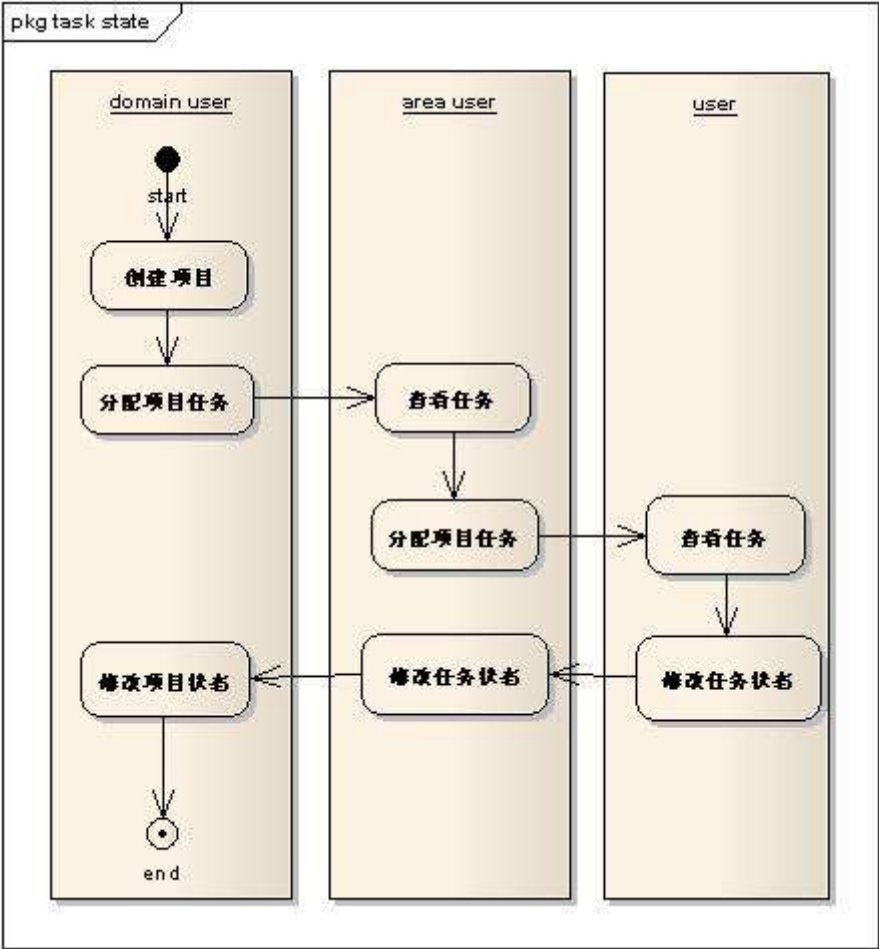 pkg task state
domain user
area user
user
start
创建项目
分配项目任务
查看任务
分配项目任务
查看任务
修改项目状态
修改任务状态
修改任务状态
end